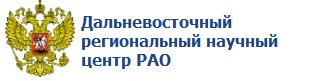 Дальневосточный
региональный научный
центр РАО